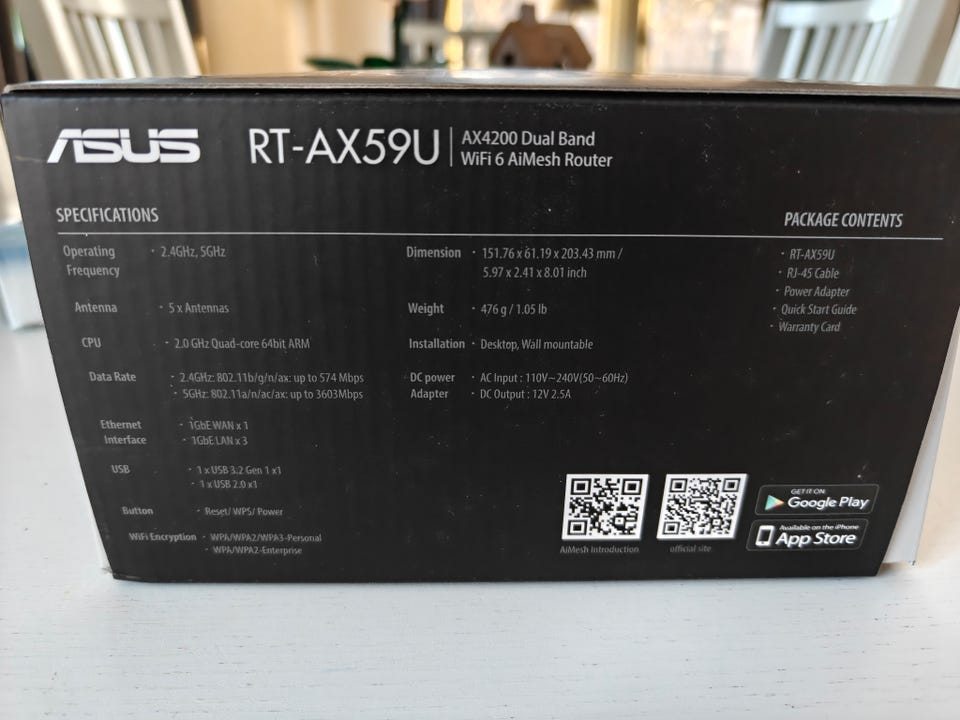 ASUS
RT-AX59U
AX4200 Dual Band
WiFi 6 AiMesh Router
SPECIFICATIONS
Operating
Frequency
· 2.4GHz, 5GHz
Antenna
· 5 x Antennas
CPU
· 2.0 GHz Quad-core 64bit ARM
Data Rate
· 2.4GHz: 802.11b/g/n/ax: up to 574 Mbps
· 5GHz: 802.11a/n/ac/ax: up to 3603Mbps
Ethernet
Interface
· 1GbE WAN x 1
· 1GbE LAN x 3
USB
· 1 x USB 3.2 Gen 1 x1
· 1 x USB 2.0 x1
Button
· Reset/ WPS/ Power
WiFi Encryption
· WPA/WPA2/WPA3-Personal
· WPA/WPA2-Enterprise
Dimension
· 151.76 x 61.19 x 203.43 mm /
5.97 x 2.41 x 8.01 inch
Weight
· 476 g / 1.05 lb
Installation
· Desktop, Wall mountable
DC power
Adapter
· AC Input : 110V~240V(50~60Hz)
· DC Output : 12V 2.5A
PACKAGE CONTENTS
· RT-AX59U
· RJ-45 Cable
· Power Adapter
· Quick Start Guide
· Warranty Card
AiMesh Introduction
official site
GET IT ON
Google Play
Available on the iPhone
App Store